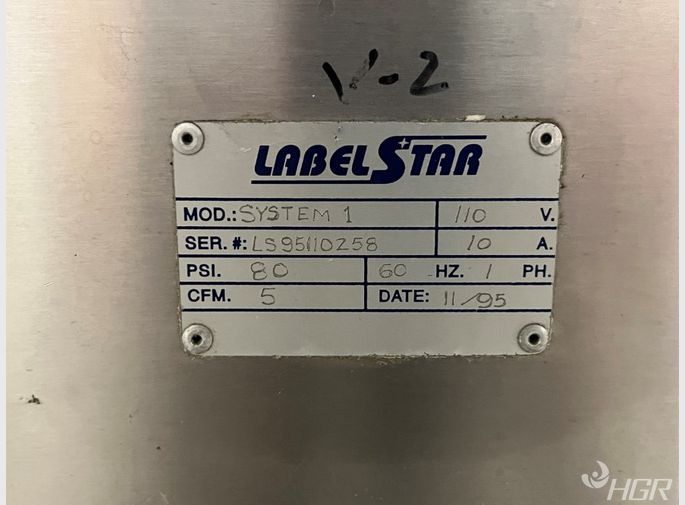 V-2
LABELSTAR
MOD.: SYSTEM 1 110 V.
SER. #: LS95110258 10 A.
PSI. 80 60 HZ. 1 PH.
CFM. 5 DATE: 11/95
HGR